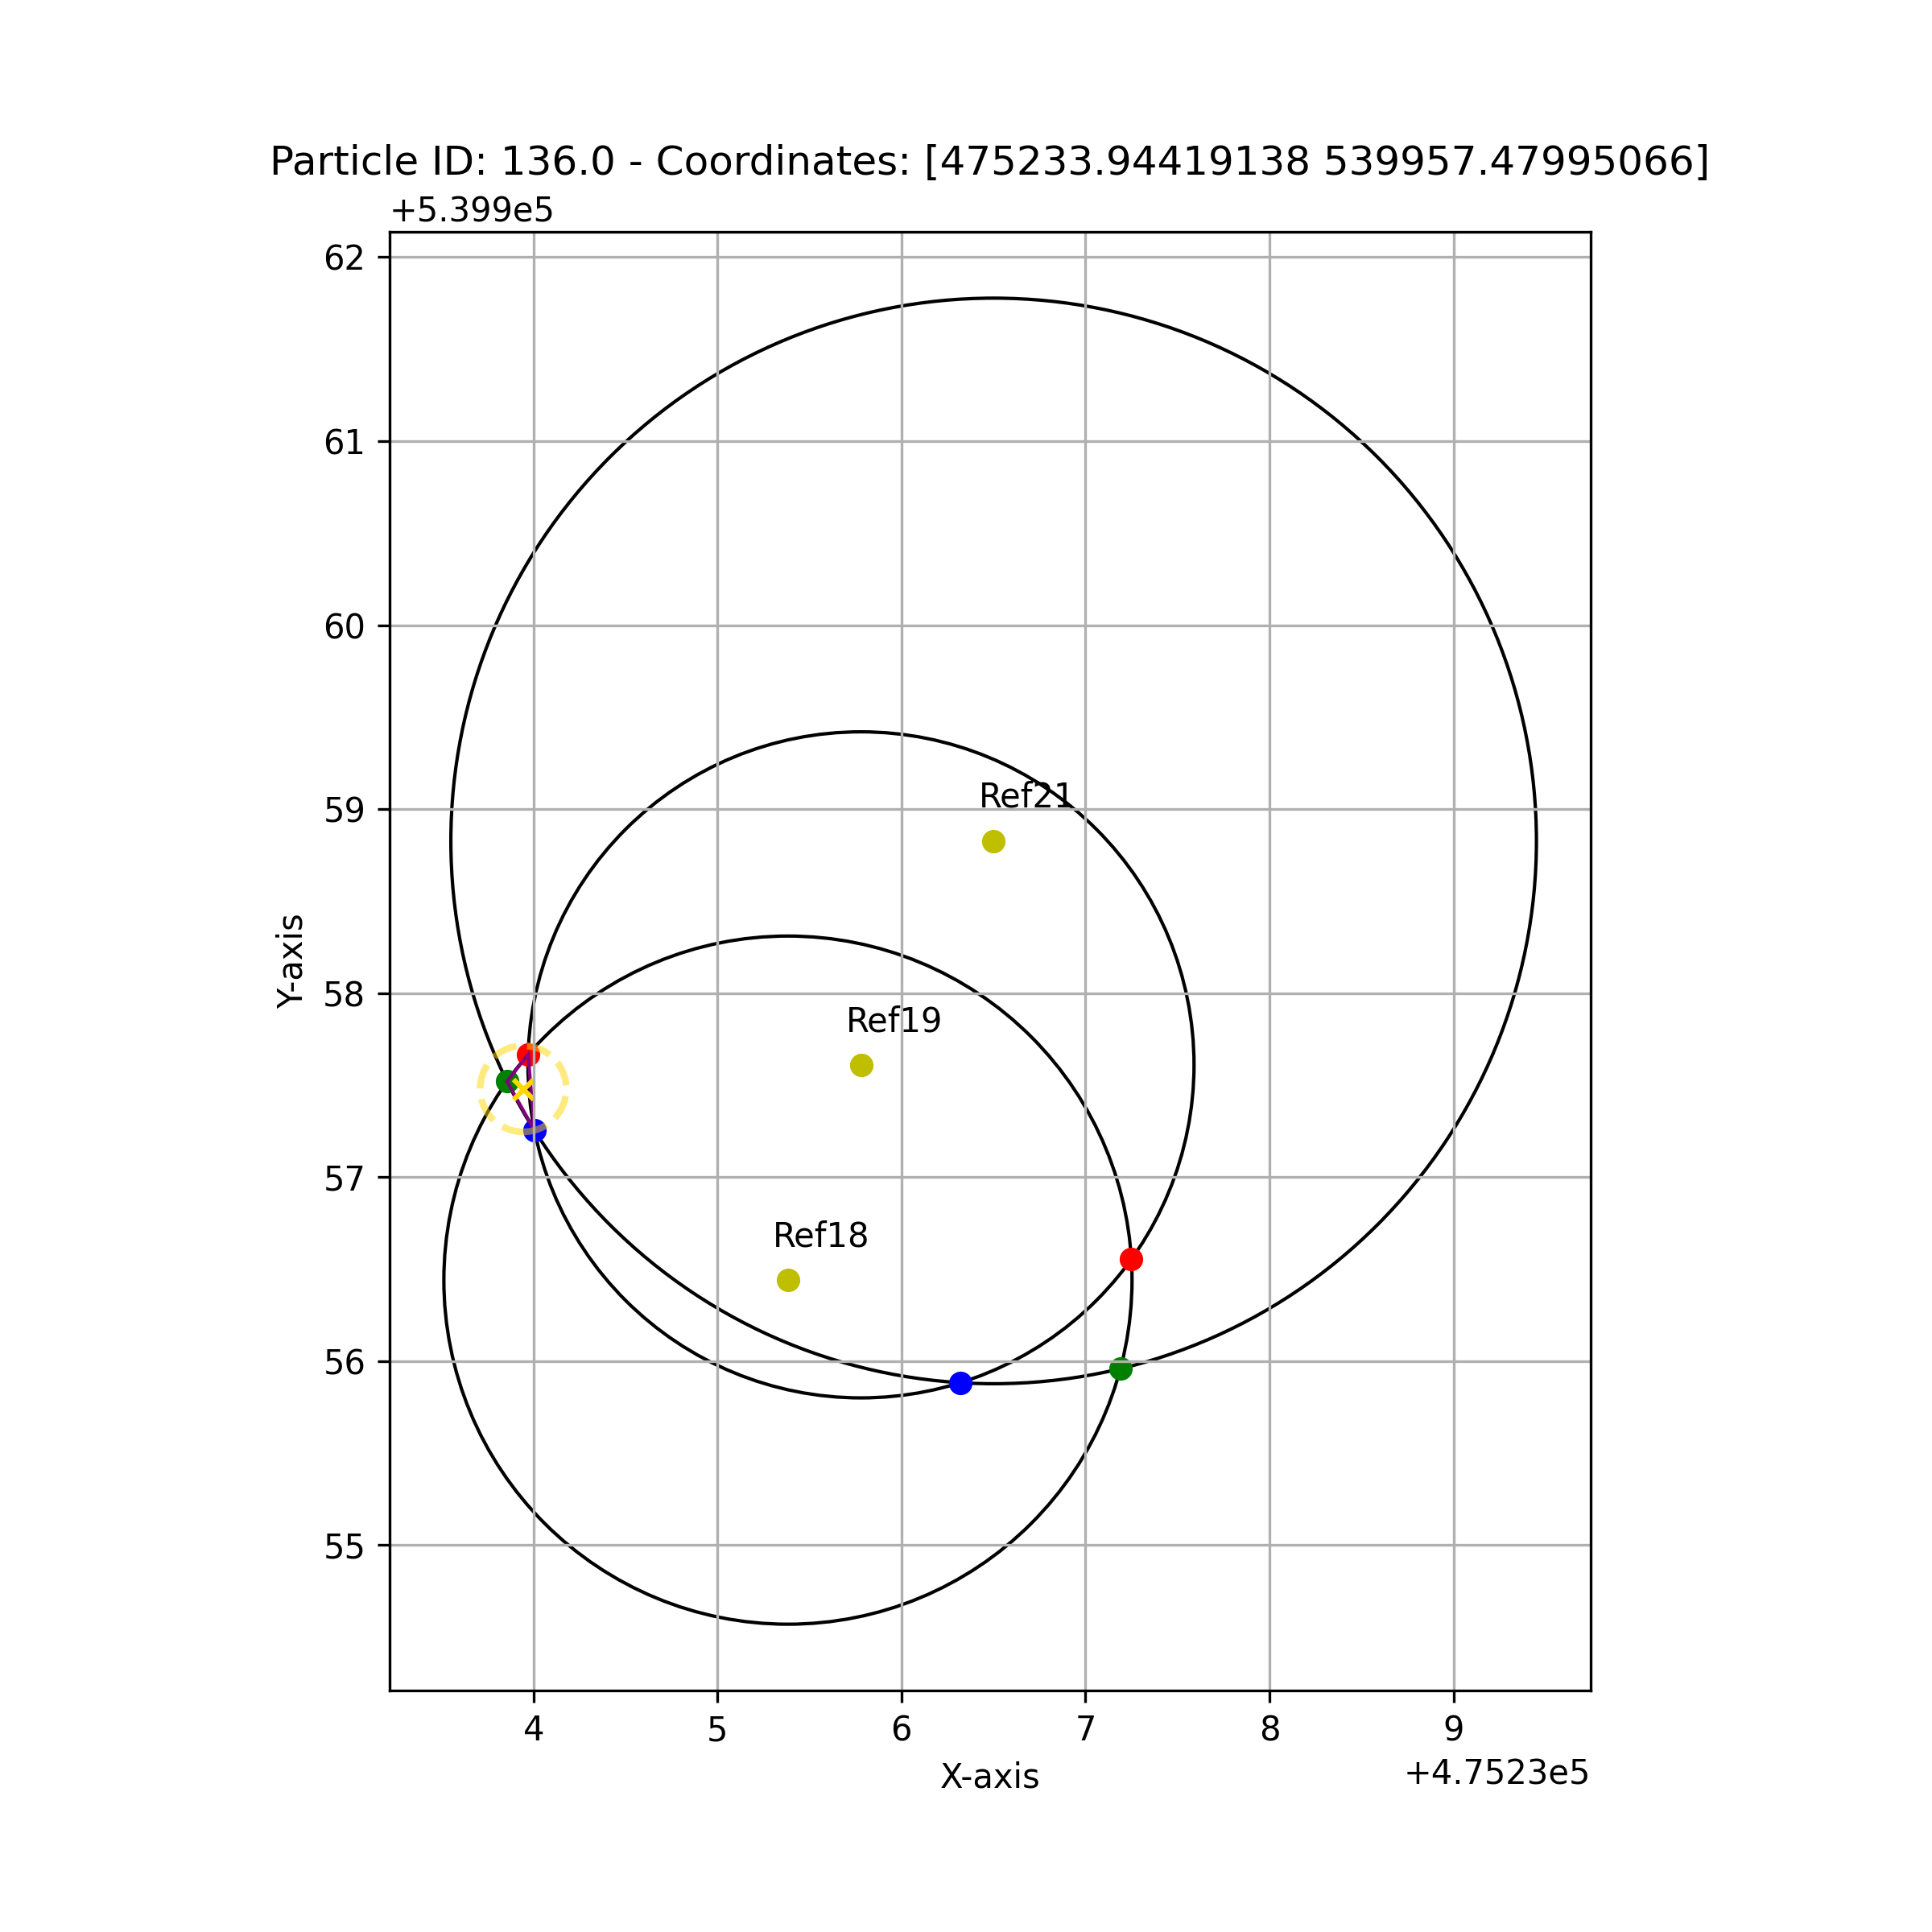 Particle ID: 136.0 - Coordinates: [475233.94419138 539957.47995066]
+5.399e5
62
61
60
59
58
57
56
55
Y-axis
Ref21
Ref19
Ref18
4 5 6 7 8 9
X-axis
+4.7523e5